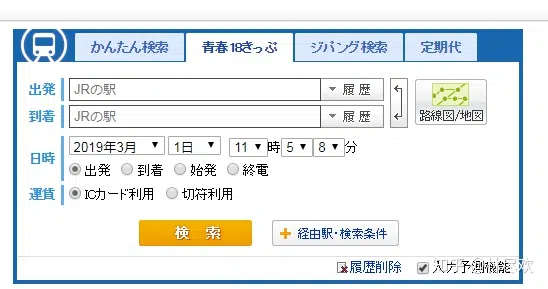 かんたん検索 青春18きっぷ ジパング検索 定期代
出発 JRの駅 履歴
到着 JRの駅 履歴
路線図/地図
日時 2019年3月 1日 11時 5 8分
出発 到着 始発 終電
運賃 ICカード利用 切符利用
検 索 + 経由駅・検索条件
履歴削除 入力予測機能